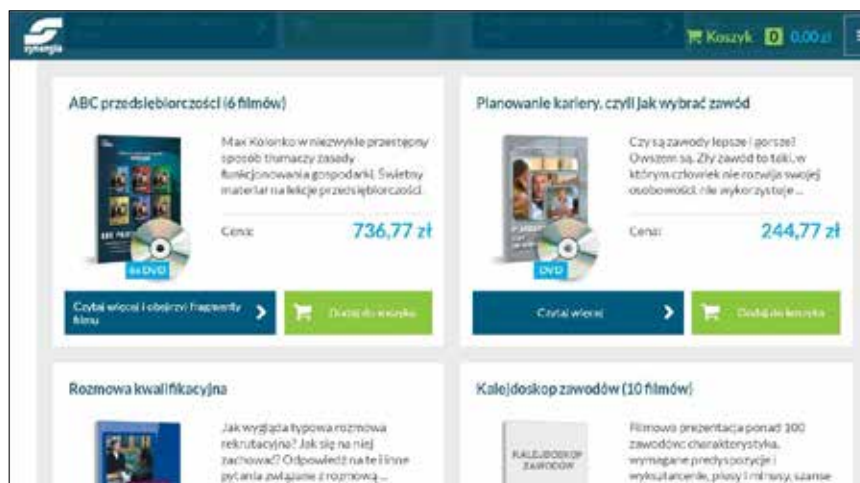 synergia
Koszyk 0 0,00 zł
ABC przedsiębiorczości (6 filmów)
Max Kolonko w niezwykle przystępny
sposób tłumaczy zasady
funkcjonowania gospodarki. Świetny
materiał na lekcje przedsiębiorczości.
Cena: 736,77 zł
6x DVD
Czytaj więcej i obejrzyj fragmenty
filmu
Dodaj do koszyka
Planowanie kariery, czyli jak wybrać zawód
Czy są zawody lepsze i gorsze?
Owszem są. Zły zawód to taki, w
którym człowiek nie rozwija swojej
osobowości, nie wykorzystuje ...
Cena: 244,77 zł
DVD
Czytaj więcej
Dodaj do koszyka
Rozmowa kwalifikacyjna
Jak wygląda typowa rozmowa
rekrutacyjna? Jak się na niej
zachować? Odpowiedź na te i inne
pytania związane z rozmową ...
Kalejdoskop zawodów (10 filmów)
KALEJDOSKOP
ZAWODÓW
Filmowa prezentacja ponad 100
zawodów: charakterystyka,
wymagane predyspozycje i
wykształcenie, plusy i minusy, szanse